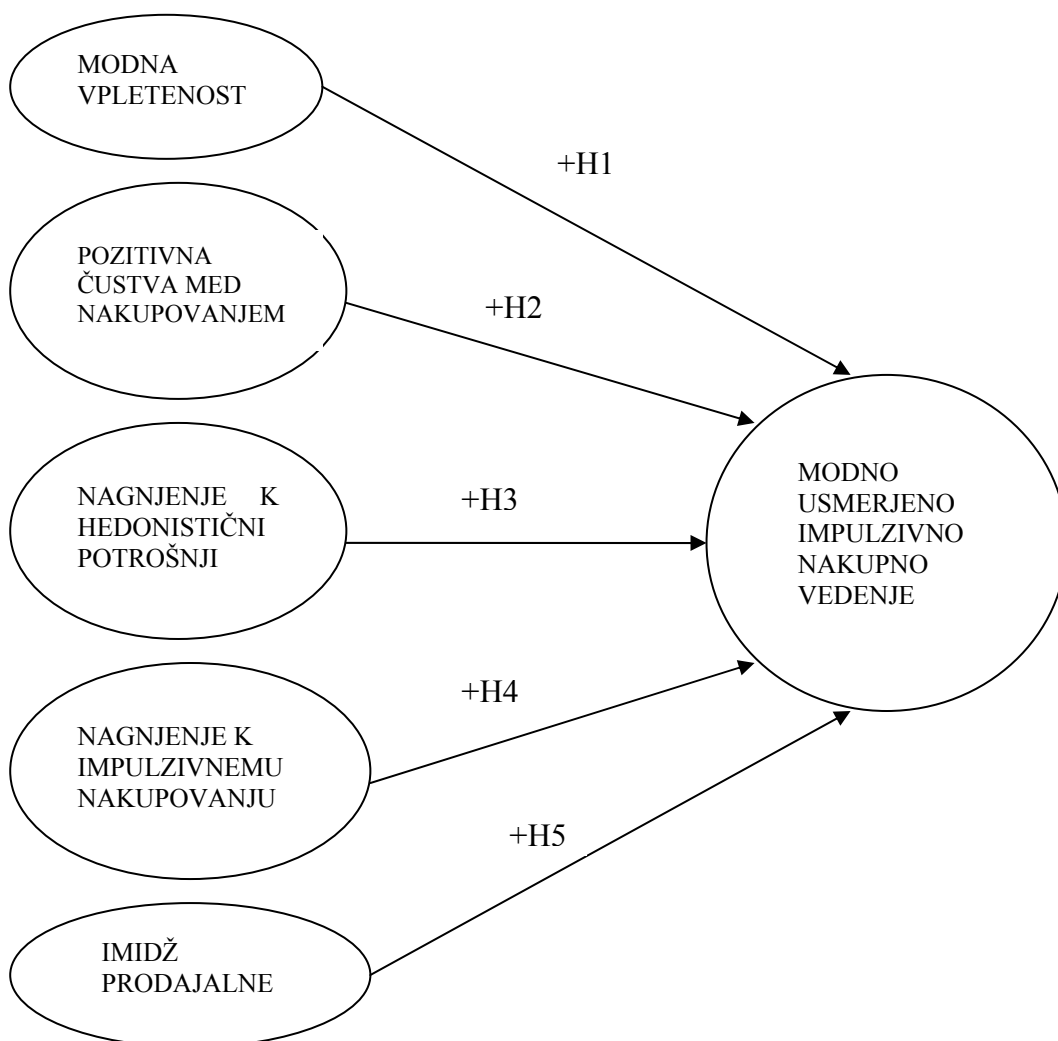 MODNA
VPLETENOST
+H1
POZITIVNA
ČUSTVA MED
NAKUPOVANJEM
+H2
NAGNJENJE K
HEDONISTIČNI
POTROŠNJI
+H3
MODNO
USMERJENO
IMPULZIVNO
NAKUPNO
VEDENJE
NAGNJENJE K
IMPULZIVNEMU
NAKUPOVANJU
+H4
+H5
IMIDŽ
PRODAJALNE